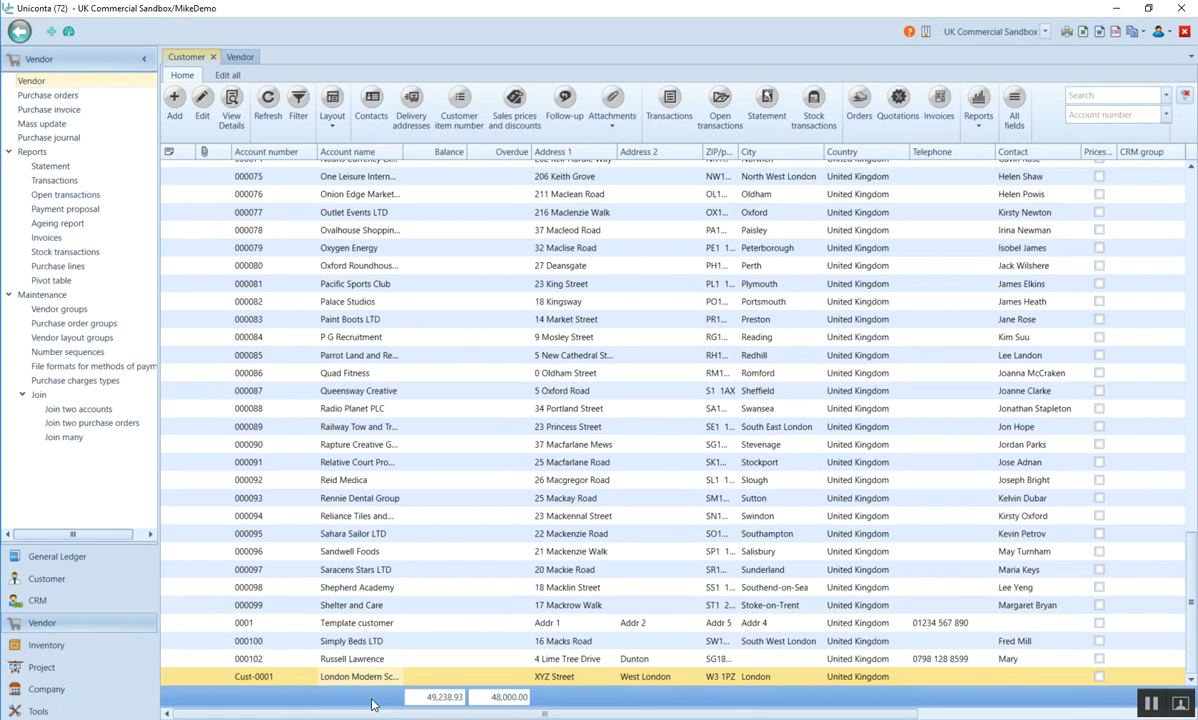 Uniconta (72) - UK Commercial Sandbox/MikeDemo
UK Commercial Sandbox
Vendor
Customer Vendor
Home Edit all
Add Edit View Details Refresh Filter Layout Contacts Delivery addresses Customer item number Sales prices and discounts Follow-up Attachments Transactions Open transactions Statement Stock transactions Orders Quotations Invoices Reports All fields
Search
Account number
Vendor
Purchase orders
Purchase invoice
Mass update
Purchase journal
Reports
Statement
Transactions
Open transactions
Payment proposal
Ageing report
Invoices
Stock transactions
Purchase lines
Pivot table
Maintenance
Vendor groups
Purchase order groups
Vendor layout groups
Number sequences
File formats for methods of paym
Purchase charges types
Join
Join two accounts
Join two purchase orders
Join many
General Ledger
Customer
CRM
Vendor
Inventory
Project
Company
Tools
Account number Account name Balance Overdue Address 1 Address 2 ZIP/p... City Country Telephone Contact Prices... CRM group
000075 One Leisure Intern... 206 Keith Grove NW1... North West London United Kingdom Helen Shaw
000076 Onion Edge Market... 211 Maclean Road OL1... Oldham United Kingdom Helen Powis
000077 Outlet Events LTD 216 Maclenzie Walk OX1... Oxford United Kingdom Kirsty Newton
000078 Ovalhouse Shoppin... 37 Macleod Road PA1... Paisley United Kingdom Irina Newman
000079 Oxygen Energy 32 Maclise Road PE1 1... Peterborough United Kingdom Isobel James
000080 Oxford Roundhous... 27 Deansgate PH1... Perth United Kingdom Jack Wilshere
000081 Pacific Sports Club 23 King Street PL1 1... Plymouth United Kingdom James Elkins
000082 Palace Studios 18 Kingsway PO1... Portsmouth United Kingdom James Heath
000083 Paint Boots LTD 14 Market Street PR1... Preston United Kingdom Jane Rose
000084 P G Recruitment 9 Mosley Street RG1... Reading United Kingdom Kim Suu
000085 Parrot Land and Re... 5 New Cathedral St... RH1... Redhill United Kingdom Lee Landon
000086 Quad Fitness 0 Oldham Street RM1... Romford United Kingdom Joanna McCraken
000087 Queensway Creative 5 Oxford Road S1 1AX Sheffield United Kingdom Joanne Clarke
000088 Radio Planet PLC 34 Portland Street SA1... Swansea United Kingdom Jonathan Stapleton
000089 Railway Tow and Tr... 23 Princess Street SE1 1... South East London United Kingdom Jon Hope
000090 Rapture Creative G... 37 Macfarlane Mews SG1... Stevenage United Kingdom Jordan Parks
000091 Relative Court Pro... 25 Macfarlane Road SK1... Stockport United Kingdom Jose Adnan
000092 Reid Medica 26 Macgregor Road SL1 1... Slough United Kingdom Joseph Bright
000093 Rennie Dental Group 25 Mackay Road SM1... Sutton United Kingdom Kelvin Dubar
000094 Reliance Tiles and... 23 Mackennal Street SN1... Swindon United Kingdom Kirsty Oxford
000095 Sahara Sailor LTD 22 Mackenzie Road SO1... Southampton United Kingdom Kevin Petrov
000096 Sandwell Foods 21 Mackenzie Walk SP1 1... Salisbury United Kingdom May Turnham
000097 Saracens Stars LTD 20 Mackie Road SR1... Sunderland United Kingdom Maria Keys
000098 Shepherd Academy 18 Macklin Street SS1 1... Southend-on-Sea United Kingdom Lee Yeng
000099 Shelter and Care 17 Mackrow Walk ST1 2... Stoke-on-Trent United Kingdom Margaret Bryan
0001 Template customer Addr 1 Addr 2 Addr 5 Addr 4 United Kingdom 01234 567 890
000100 Simply Beds LTD 16 Macks Road SW1... South West London United Kingdom Fred Mill
000102 Russell Lawrence 4 Lime Tree Drive Dunton SG18... United Kingdom 0798 128 8599 Mary
Cust-0001 London Modern Sc... XYZ Street West London W3 1PZ London United Kingdom
49,238.93 48,000.00